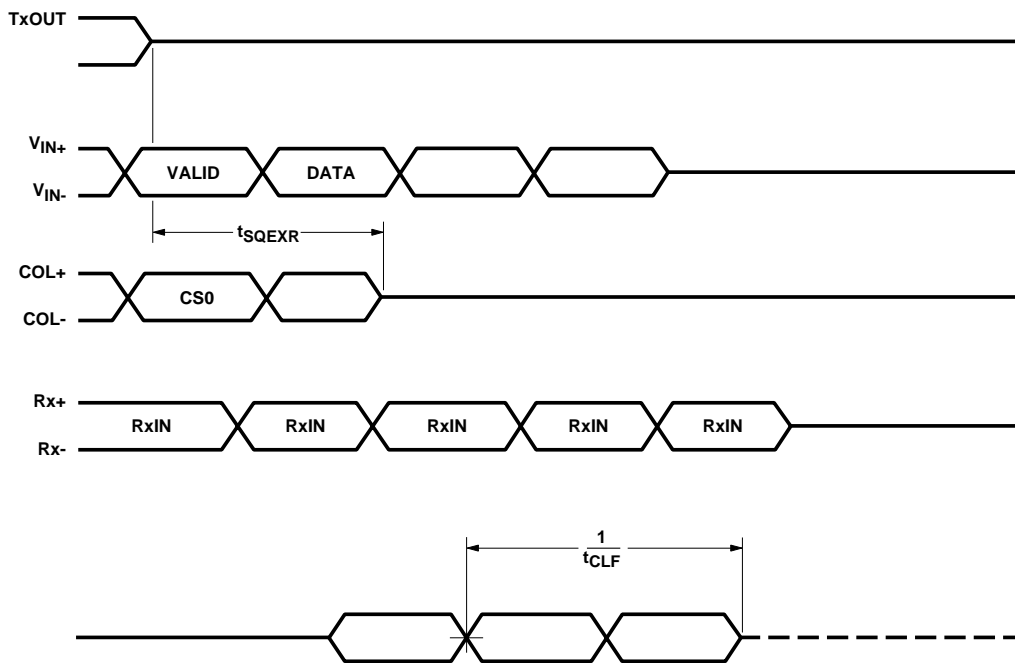 TxOUT
VIN+
VALID DATA
VIN-
tSQEXR
COL+
CS0
COL-
Rx+
RxIN RxIN RxIN RxIN RxIN
Rx-
1
tCLF